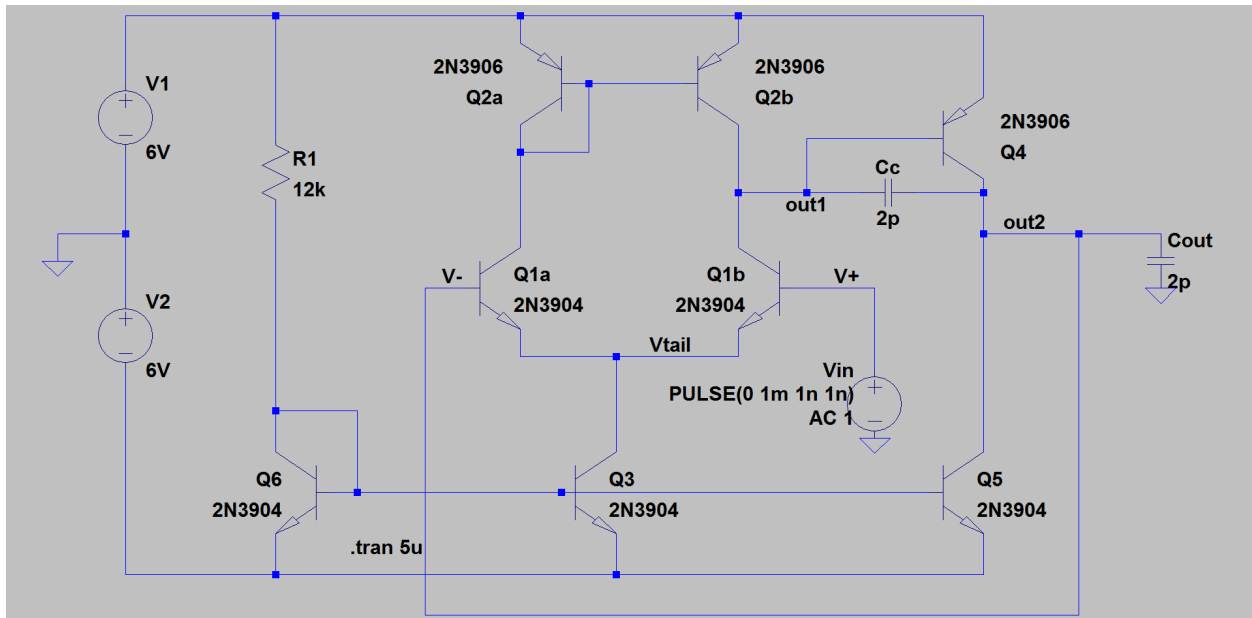 V1
6V
R1
12k
2N3906
Q2a
2N3906
Q2b
2N3906
Q4
Cc
2p
out1
out2
Cout
2p
V2
6V
V-
Q1a
2N3904
Q1b
2N3904
V+
Vtail
Vin
PULSE(0 1m 1n 1n)
AC 1
Q6
2N3904
Q3
2N3904
Q5
2N3904
.tran 5u